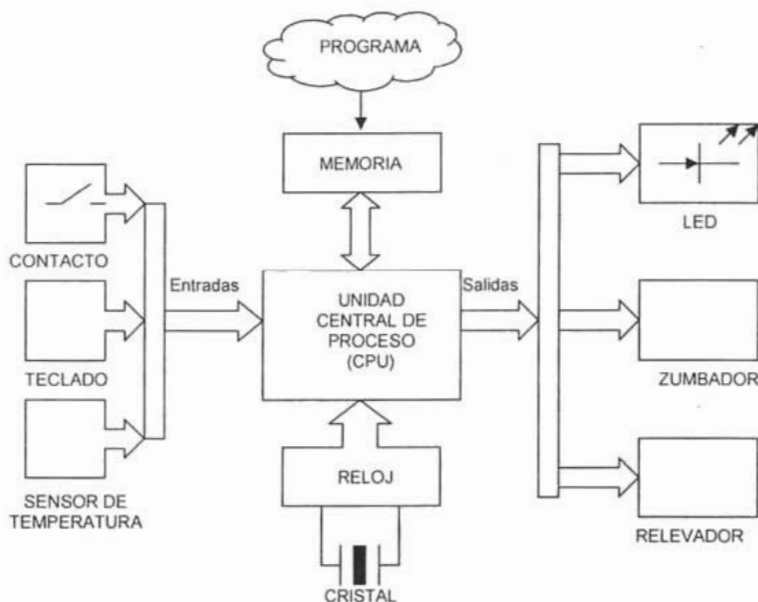 PROGRAMA
MEMORIA
CONTACTO
Entradas
UNIDAD
CENTRAL DE
PROCESO
(CPU)
Salidas
LED
TECLADO
ZUMBADOR
SENSOR DE
TEMPERATURA
RELOJ
RELEVADOR
CRISTAL